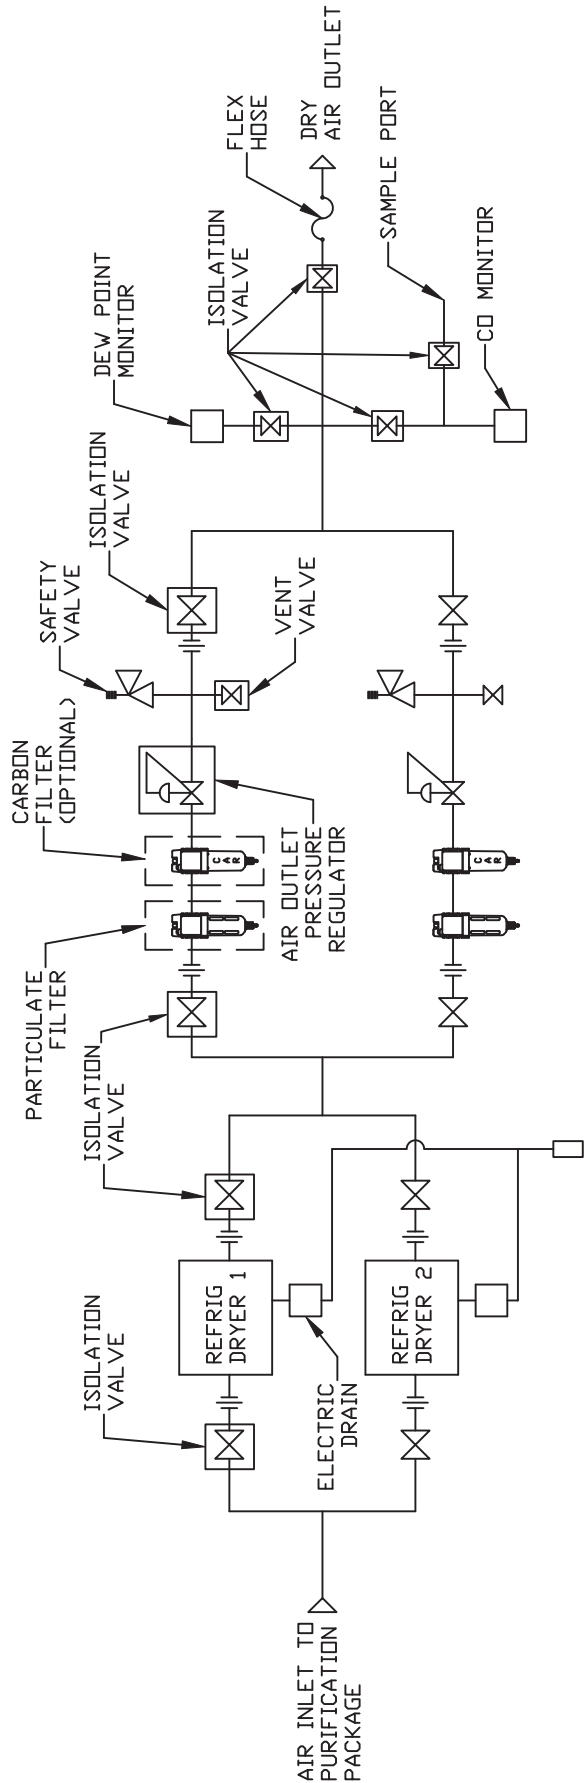 AIR INLET TO
PURIFICATION
PACKAGE
ISOLATION
VALVE
REFRIG
DRYER 1
ELECTRIC
DRAIN
REFRIG
DRYER 2
ISOLATION
VALVE
PARTICULATE
FILTER
CARBON
FILTER
(OPTIONAL)
C A R
AIR OUTLET
PRESSURE
REGULATOR
C A R
SAFETY
VALVE
VENT
VALVE
ISOLATION
VALVE
DEW POINT
MONITOR
ISOLATION
VALVE
FLEX
HOSE
DRY
AIR OUTLET
SAMPLE PORT
CO MONITOR